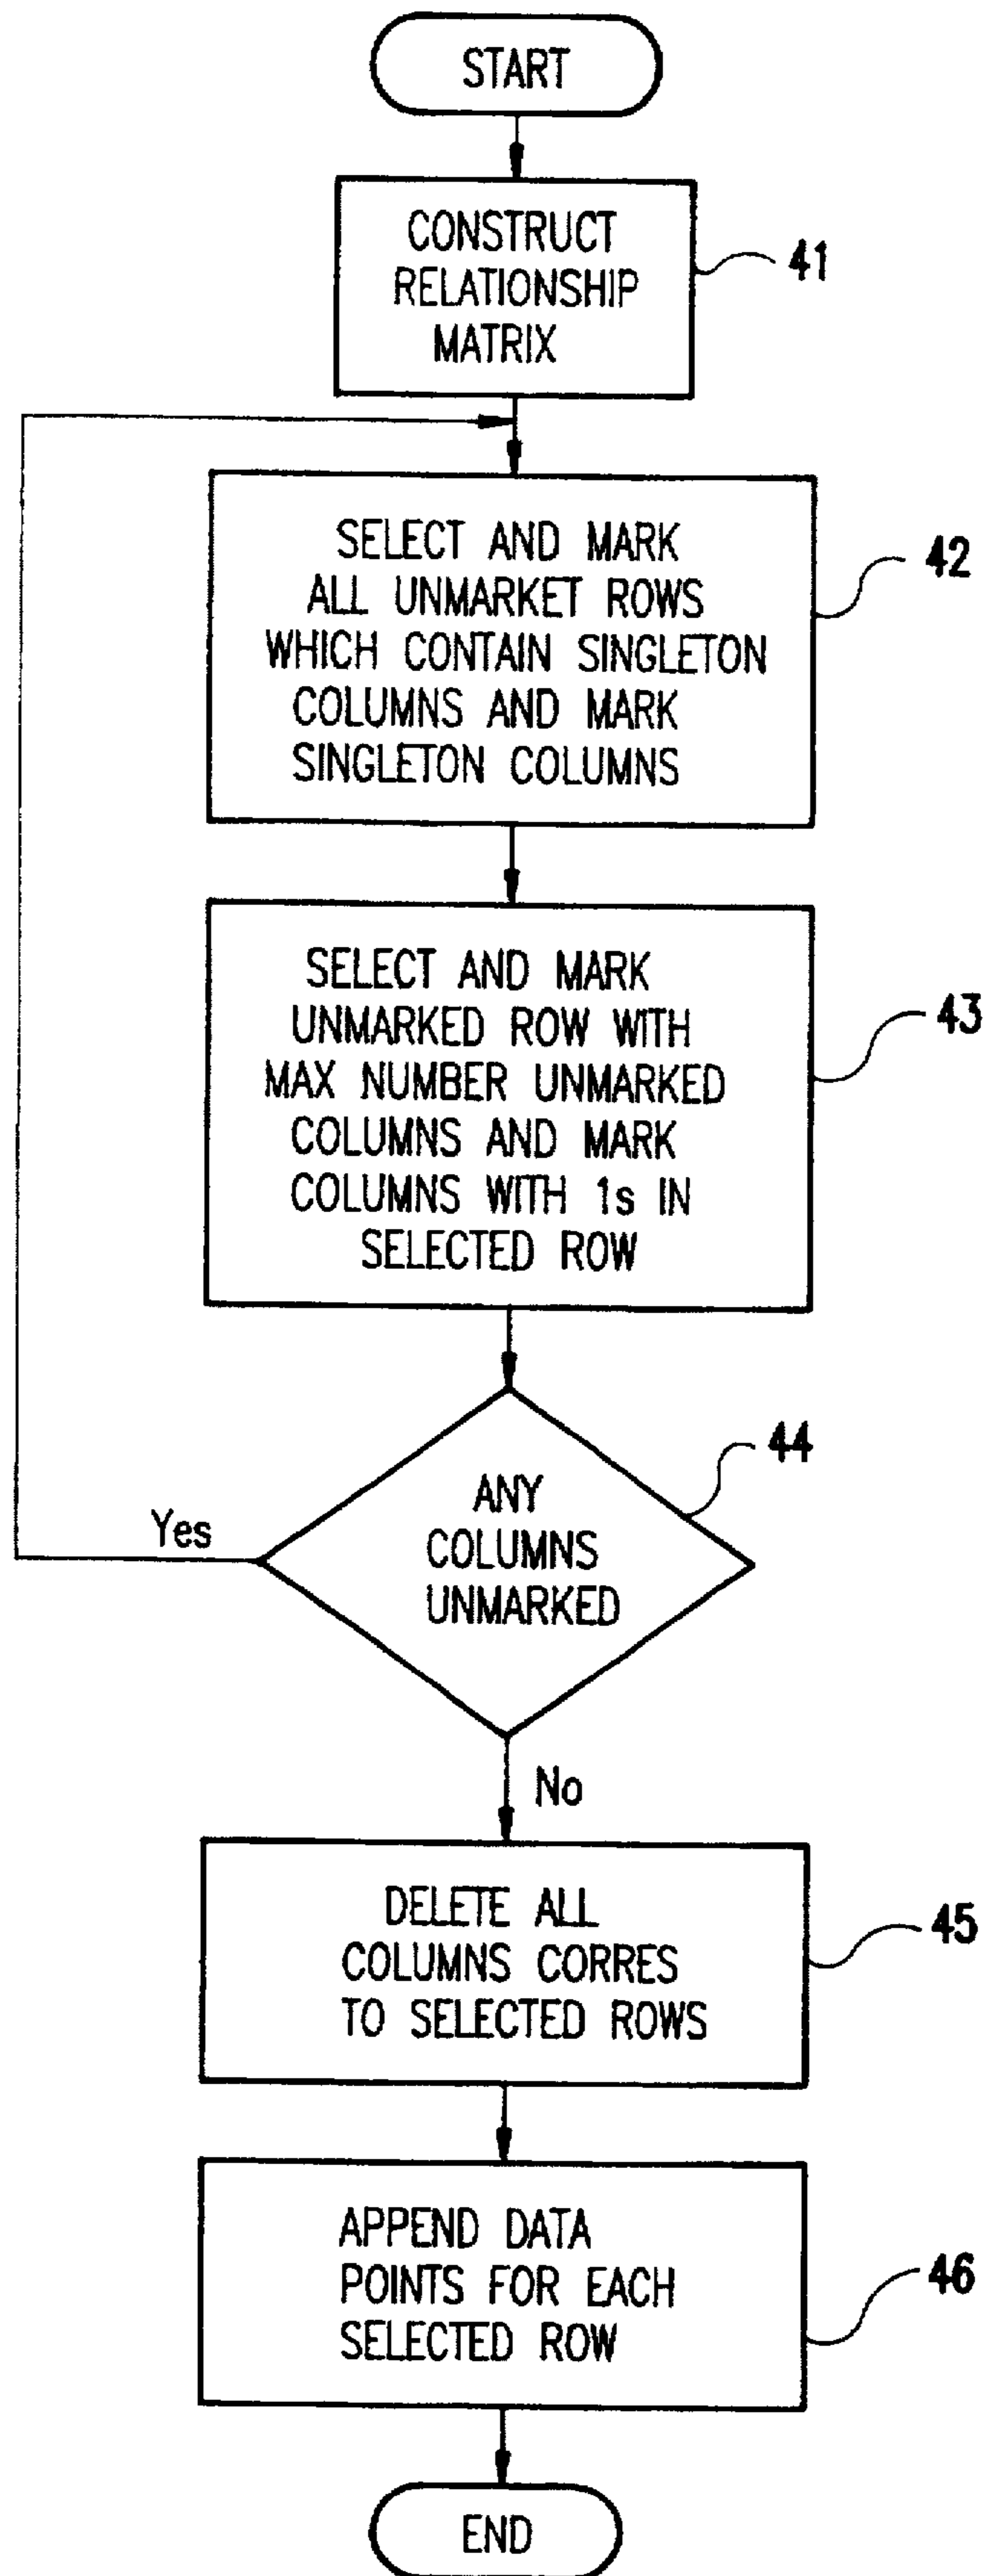 START
CONSTRUCT
RELATIONSHIP
MATRIX
41
SELECT AND MARK
ALL UNMARKET ROWS
WHICH CONTAIN SINGLETON
COLUMNS AND MARK
SINGLETON COLUMNS
42
SELECT AND MARK
UNMARKED ROW WITH
MAX NUMBER UNMARKED
COLUMNS AND MARK
COLUMNS WITH 1s IN
SELECTED ROW
43
ANY
COLUMNS
UNMARKED
44
Yes
No
DELETE ALL
COLUMNS CORRES
TO SELECTED ROWS
45
APPEND DATA
POINTS FOR EACH
SELECTED ROW
46
END